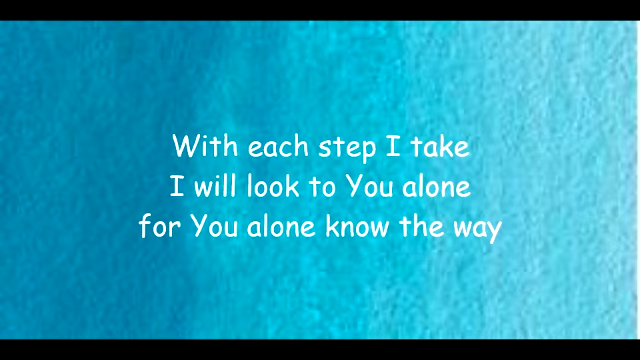 With each step I take
I will look to You alone
for You alone know the way